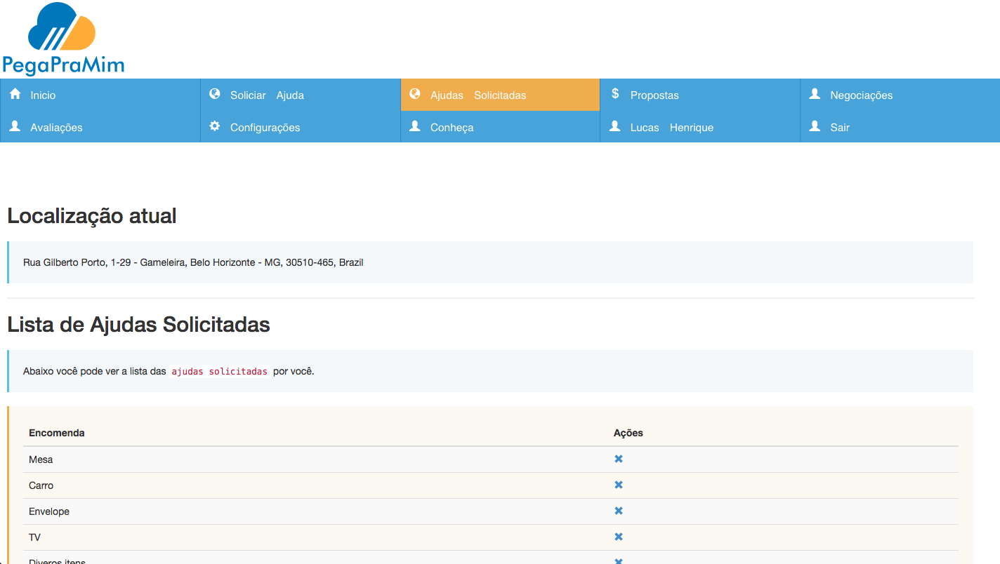 PegaPraMim
Inicio
Soliciar Ajuda
Ajudas Solicitadas
$ Propostas
Negociações
Avaliações
Configurações
Conheça
Lucas Henrique
Sair
Localização atual
Rua Gilberto Porto, 1-29 - Gameleira, Belo Horizonte - MG, 30510-465, Brazil
Lista de Ajudas Solicitadas
Abaixo você pode ver a lista das ajudas solicitadas por você.
Encomenda Ações
Mesa
Carro
Envelope
TV
Diveros itens